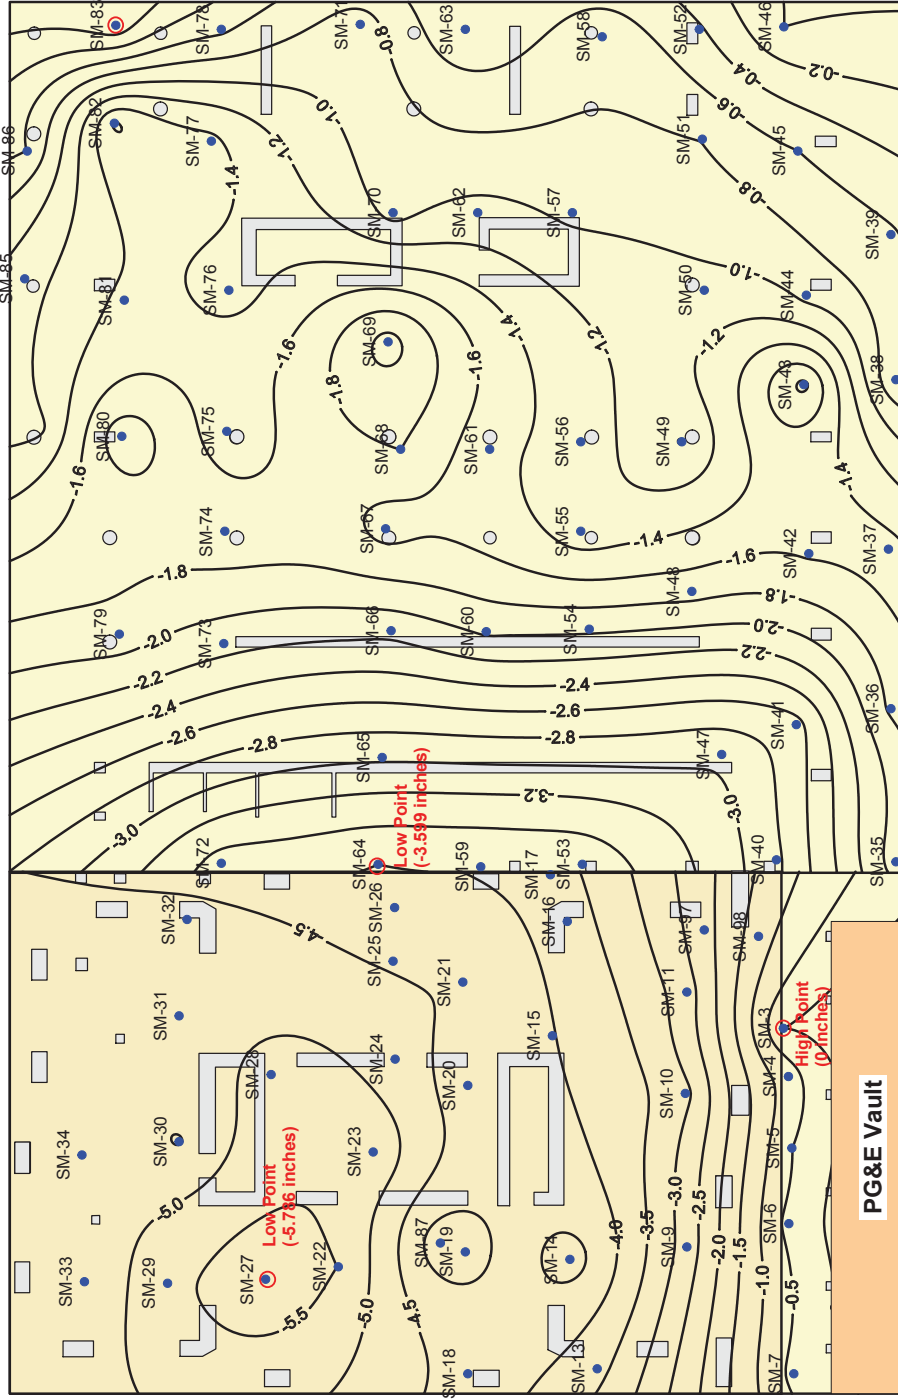 SM-83
SM-78
SM-71
SM-63
SM-58
SM-52
SM-46
-0.8
-0.2
-0.4
-0.6
SM-86
SM-82
SM-77
-1.0
-1.2
-1.4
SM-51
SM-45
-0.8
SM-70
SM-62
SM-57
SM-39
SM-85
SM-81
SM-76
SM-50
-1.0
SM-44
-1.6
SM-69
-1.4
-1.2
-1.2
-1.8
-1.6
SM-43
SM-38
SM-80
SM-75
SM-68
SM-61
SM-56
SM-49
-1.6
-1.4
SM-74
SM-67
SM-55
-1.4
-1.6
SM-42
SM-37
-1.8
SM-48
-1.8
SM-79
-2.0
SM-73
SM-66
SM-60
SM-54
-2.0
-2.2
-2.2
-2.4
-2.4
-2.6
-2.6
-2.8
-2.8
SM-41
SM-36
SM-65
SM-47
-3.2
-3.0
-3.0
Low Point
(-3.599 inches)
SM-72
SM-64
SM-59
SM-17
SM-53
SM-40
SM-35
SM-32
SM-26
SM-16
-4.5
SM-25
SM-97
SM-98
SM-21
SM-11
SM-31
SM-15
SM-3
High Point
(0 inches)
SM-28
SM-24
SM-20
SM-10
SM-4
SM-34
SM-30
SM-23
SM-5
-5.0
-3.0
-2.5
Low Point
(-5.786 inches)
SM-33
SM-29
SM-27
SM-22
SM-87
SM-19
SM-14
SM-9
SM-6
-4.0
-3.5
-2.0
-1.5
-1.0
-0.5
-5.5
-5.0
-4.5
SM-18
SM-13
SM-7
PG&E Vault